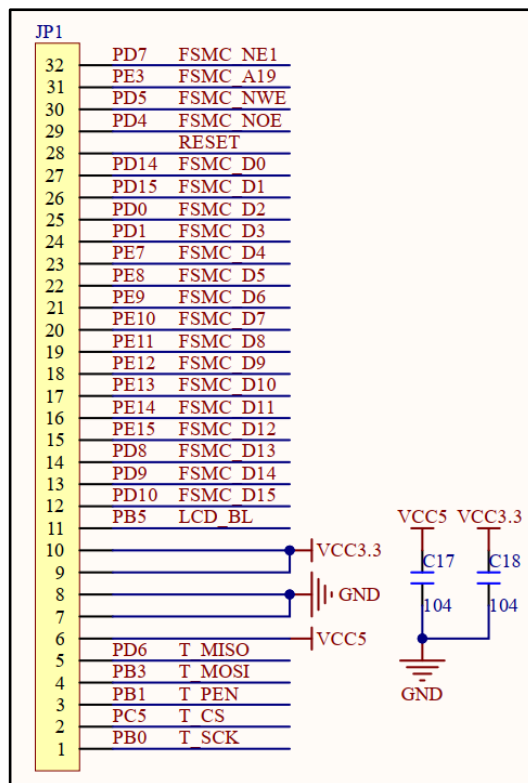 JP1
32 PD7 FSMC_NE1
31 PE3 FSMC_A19
30 PD5 FSMC_NWE
29 PD4 FSMC_NOE
28 RESET
27 PD14 FSMC_D0
26 PD15 FSMC_D1
25 PD0 FSMC_D2
24 PD1 FSMC_D3
23 PE7 FSMC_D4
22 PE8 FSMC_D5
21 PE9 FSMC_D6
20 PE10 FSMC_D7
19 PE11 FSMC_D8
18 PE12 FSMC_D9
17 PE13 FSMC_D10
16 PE14 FSMC_D11
15 PE15 FSMC_D12
14 PD8 FSMC_D13
13 PD9 FSMC_D14
12 PD10 FSMC_D15
11 PB5 LCD_BL
10 VCC3.3
9
8 GND
7
6 VCC5
5 PD6 T_MISO
4 PB3 T_MOSI
3 PB1 T_PEN
2 PC5 T_CS
1 PB0 T_SCK
VCC5 VCC3.3
C17 C18
104 104
GND